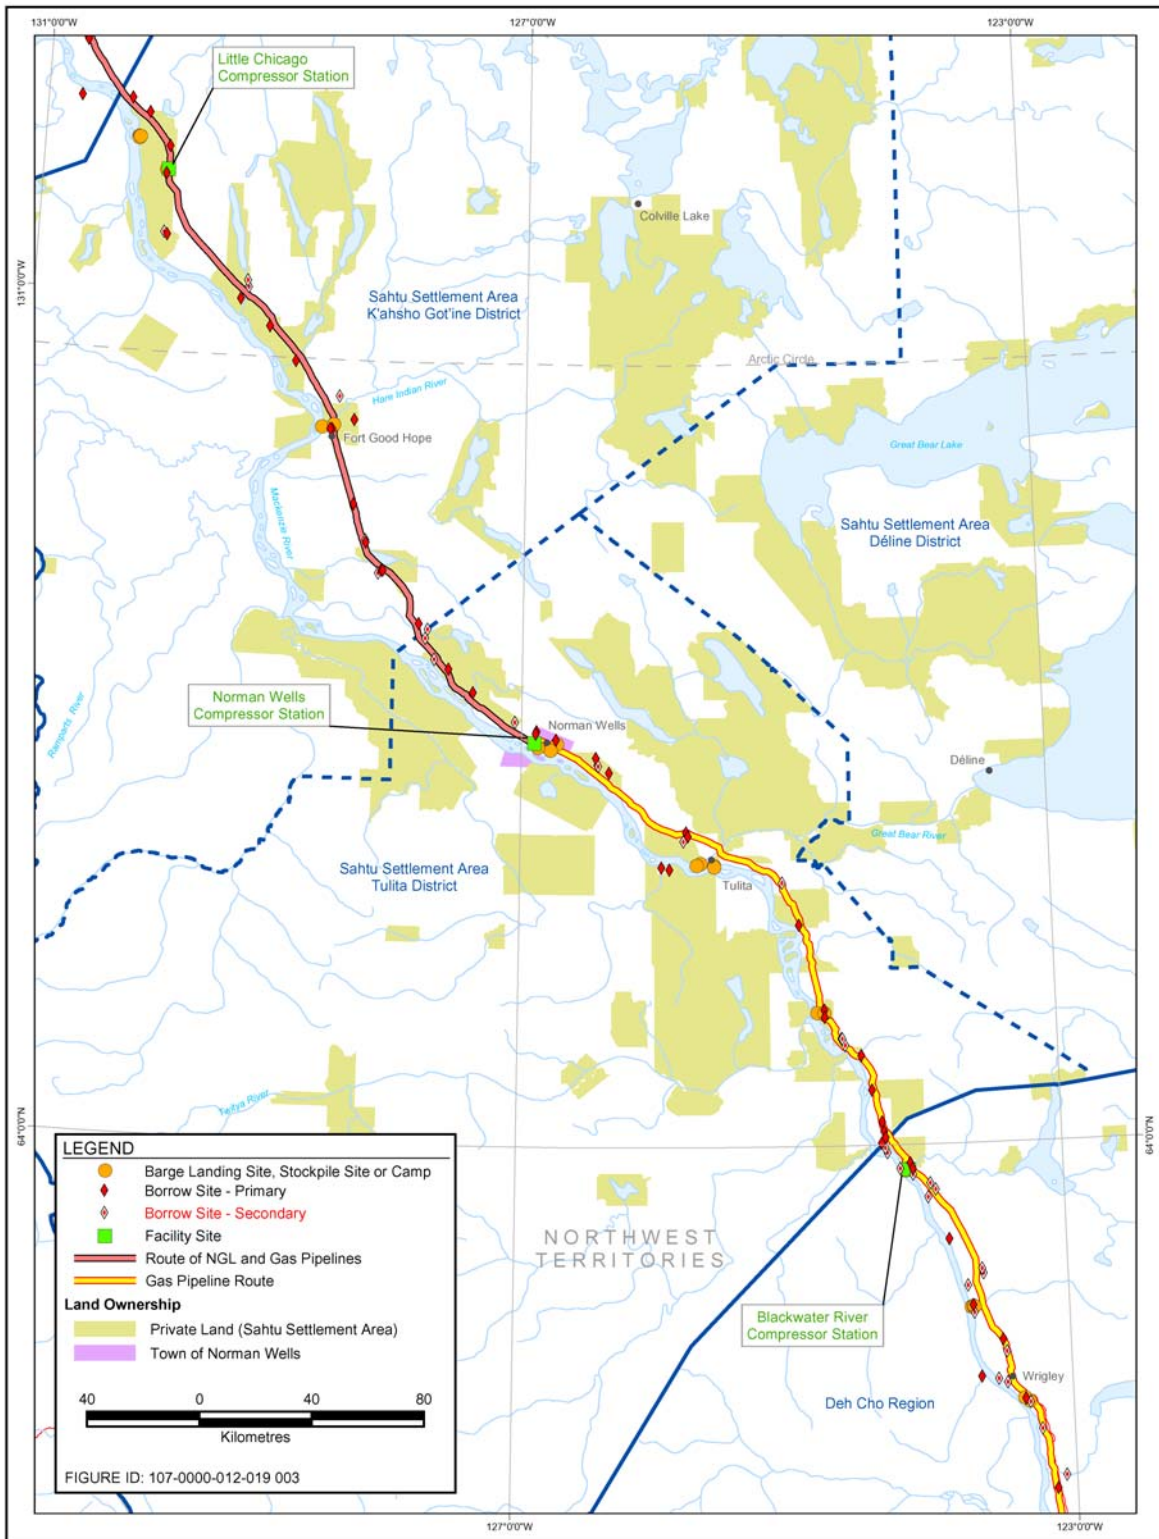 131°0'0"W
127°0'0"W
123°0'0"W
Little Chicago
Compressor Station
Colville Lake
131°0'0"W
Sahtu Settlement Area
K'ahsho Got'ine District
Arctic Circle
Hare Indian River
Fort Good Hope
Great Bear Lake
Mackenzie River
Sahtu Settlement Area
Déline District
Ramparts River
Norman Wells
Compressor Station
Norman Wells
Déline
Great Bear River
Sahtu Settlement Area
Tulita District
Tulita
River
64°0'0"N
64°0'0"N
LEGEND
Barge Landing Site, Stockpile Site or Camp
Borrow Site - Primary
Borrow Site - Secondary
Facility Site
Route of NGL and Gas Pipelines
Gas Pipeline Route
Land Ownership
Private Land (Sahtu Settlement Area)
Town of Norman Wells
40 0 40 80
Kilometres
FIGURE ID: 107-0000-012-019 003
NORTHWEST
TERRITORIES
Blackwater River
Compressor Station
Wrigley
Deh Cho Region
127°0'0"W
123°0'0"W